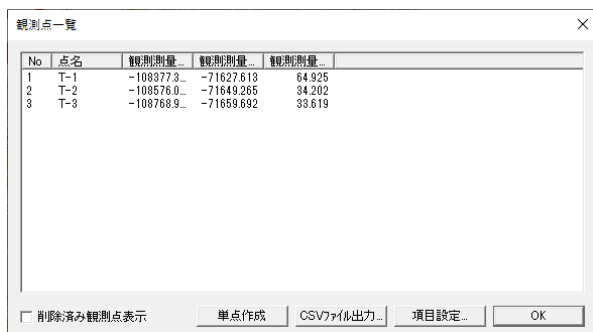 観測点一覧
No 点名 観測測量... 観測測量... 観測測量...
1 T-1 -108377.3... -71627.613 64.925
2 T-2 -108576.0... -71649.265 34.202
3 T-3 -108768.9... -71659.692 33.619
削除済み観測点表示 単点作成 CSVファイル出力... 項目設定... OK